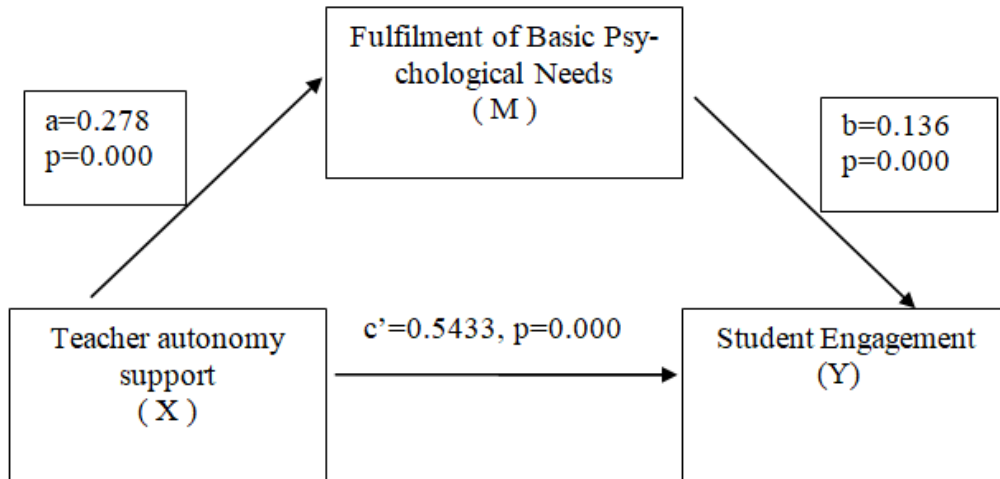 Fulfilment of Basic Psy-
chological Needs
( M )
a=0.278
p=0.000
b=0.136
p=0.000
Teacher autonomy
support
( X )
c’=0.5433, p=0.000
Student Engagement
(Y)